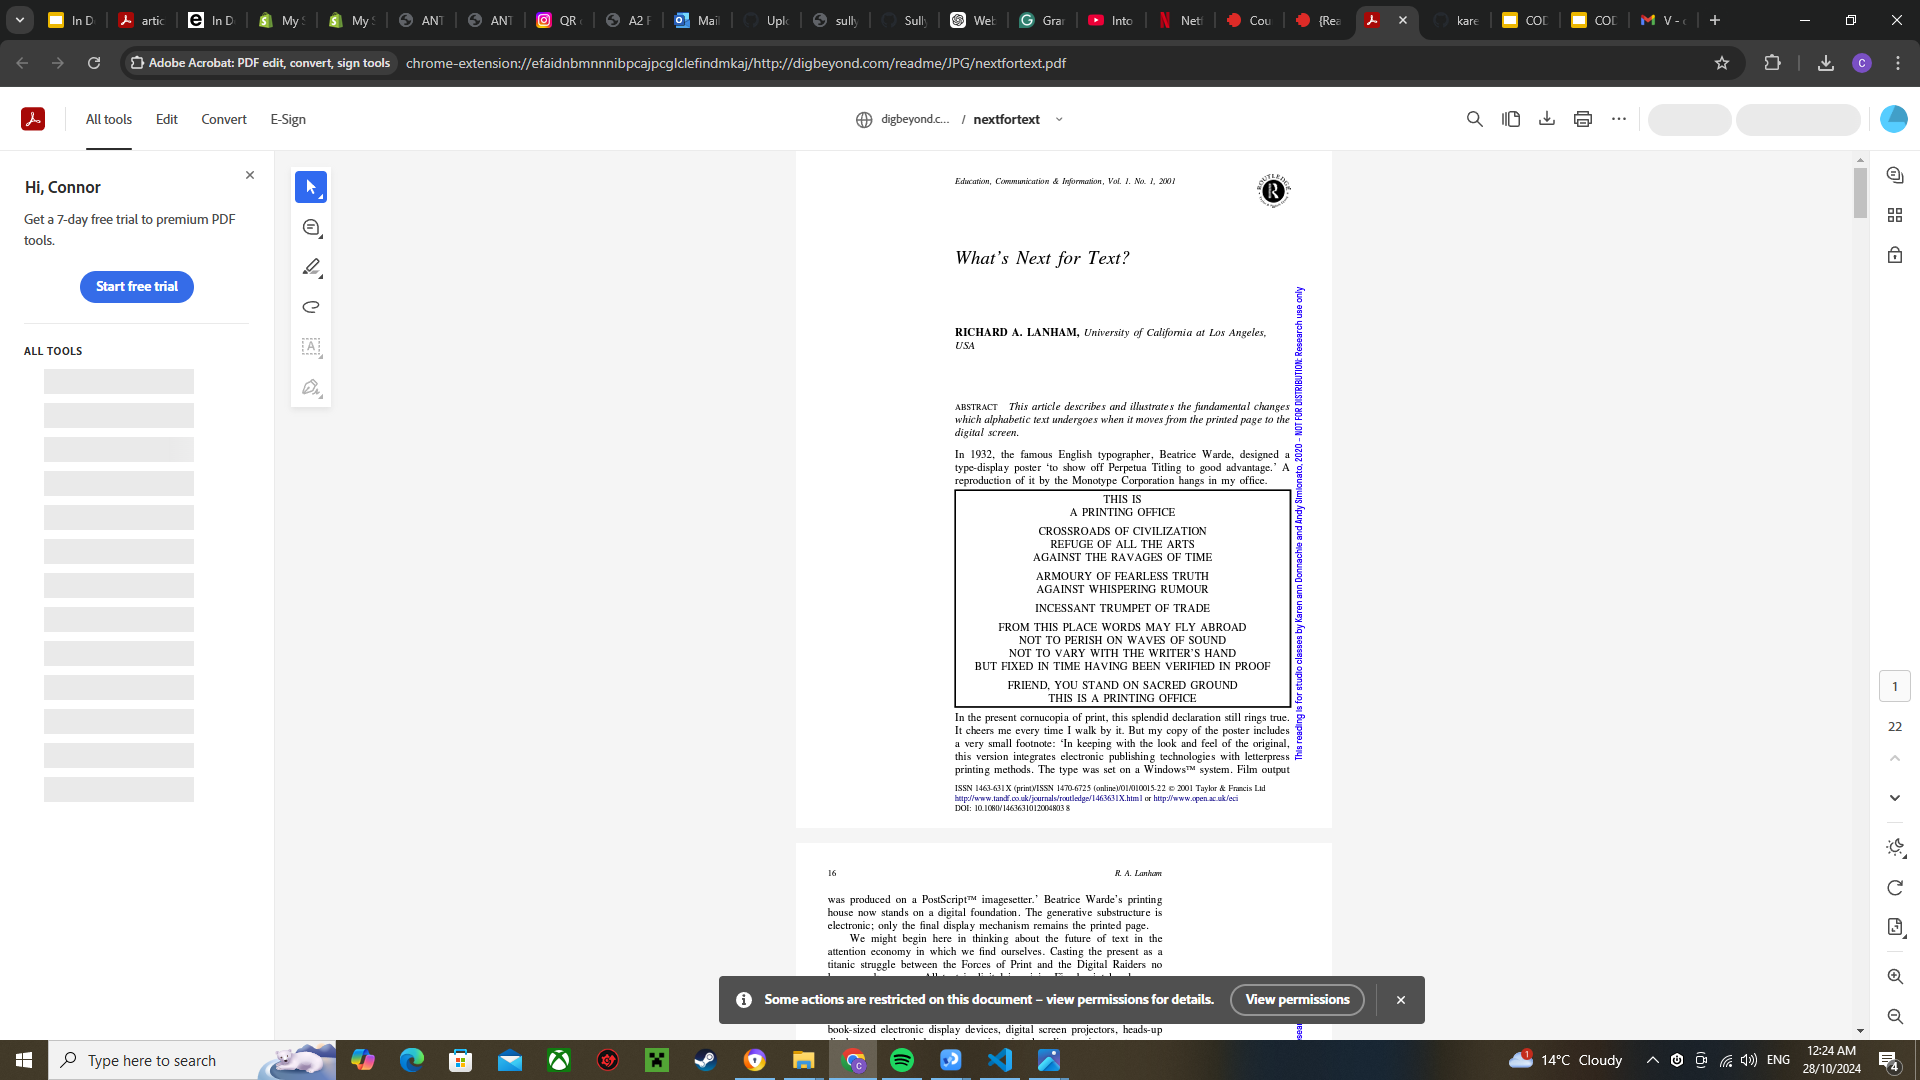 In D
artic
In D
My S
My S
ANT
ANT
QR c
A2 F
Mail
Uplo
sully
Sully
Web
Gran
Into
Netf
Cou
{Rea
kare
COD
COD
V - c
Adobe Acrobat: PDF edit, convert, sign tools
chrome-extension://efaidnbmnnnibpcajpcglclefindmkaj/http://digbeyond.com/readme/JPG/nextfortext.pdf
C
All tools Edit Convert E-Sign
digbeyond.c... / nextfortext
Hi, Connor
Get a 7-day free trial to premium PDF
tools.
Start free trial
ALL TOOLS
Education, Communication & Information, Vol. 1. No. 1, 2001
What's Next for Text?
RICHARD A. LANHAM, University of California at Los Angeles,
USA
ABSTRACT This article describes and illustrates the fundamental changes
which alphabetic text undergoes when it moves from the printed page to the
digital screen.
In 1932, the famous English typographer, Beatrice Warde, designed a
type-display poster ‘to show off Perpetua Titling to good advantage.’ A
reproduction of it by the Monotype Corporation hangs in my office.
THIS IS
A PRINTING OFFICE
CROSSROADS OF CIVILIZATION
REFUGE OF ALL THE ARTS
AGAINST THE RAVAGES OF TIME
ARMOURY OF FEARLESS TRUTH
AGAINST WHISPERING RUMOUR
INCESSANT TRUMPET OF TRADE
FROM THIS PLACE WORDS MAY FLY ABROAD
NOT TO PERISH ON WAVES OF SOUND
NOT TO VARY WITH THE WRITER'S HAND
BUT FIXED IN TIME HAVING BEEN VERIFIED IN PROOF
FRIEND, YOU STAND ON SACRED GROUND
THIS IS A PRINTING OFFICE
In the present cornucopia of print, this splendid declaration still rings true.
It cheers me every time I walk by it. But my copy of the poster includes
a very small footnote: ‘In keeping with the look and feel of the original,
this version integrates electronic publishing technologies with letterpress
printing methods. The type was set on a Windows™ system. Film output
ISSN 1463-631X (print)/ISSN 1470-6725 (online)/01/010015-22 © 2001 Taylor & Francis Ltd
http://www.tandf.co.uk/journals/routledge/1463631X.html or http://www.open.ac.uk/eci
DOI: 10.1080/1463631012004803 8
This reading is for studio classes by Karen ann Donnachie and Andy Simionato, 2020 - NOT FOR DISTRIBUTION: Research use only
16 R. A. Lanham
was produced on a PostScript™ imagesetter.’ Beatrice Warde's printing
house now stands on a digital foundation. The generative substructure is
electronic; only the final display mechanism remains the printed page.
We might begin here in thinking about the future of text in the
attention economy in which we find ourselves. Casting the present as a
titanic struggle between the Forces of Print and the Digital Raiders no
Some actions are restricted on this document – view permissions for details.
View permissions
book-sized electronic display devices, digital screen projectors, heads-up
1
22
Type here to search
14°C Cloudy
ENG
12:24 AM
28/10/2024
4